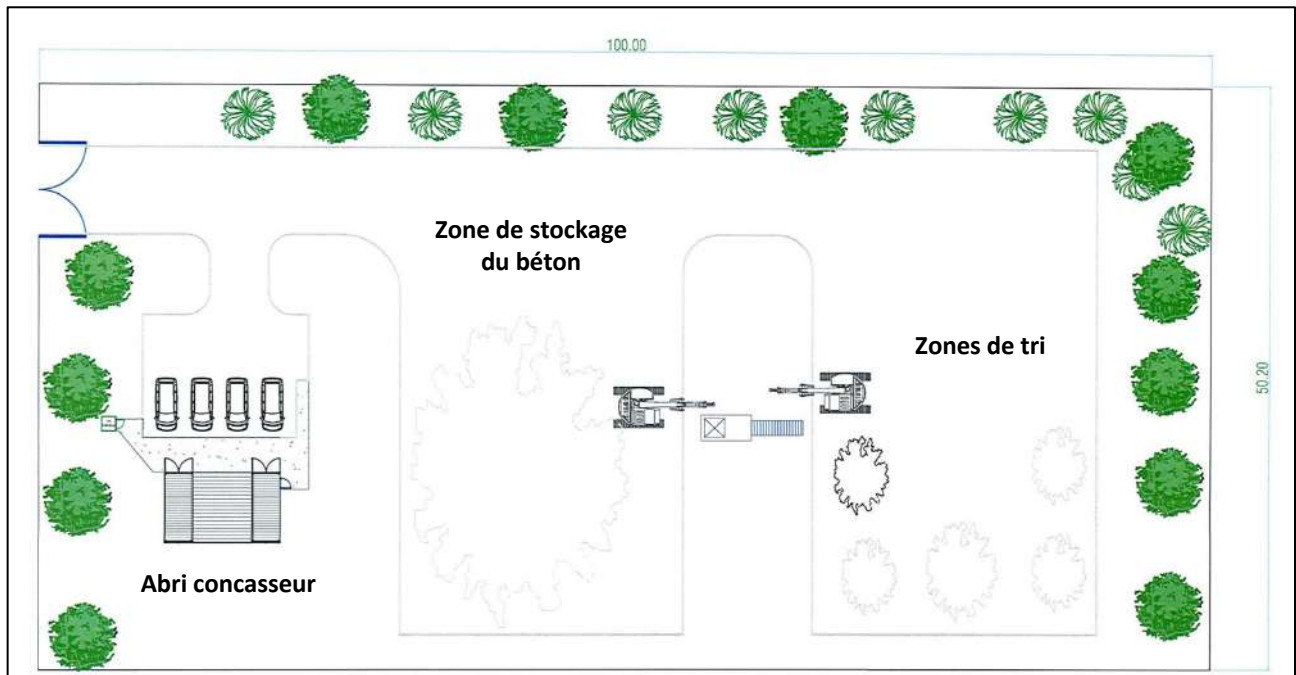 100.00
Zone de stockage
du béton
Zones de tri
50.20
Abri concasseur